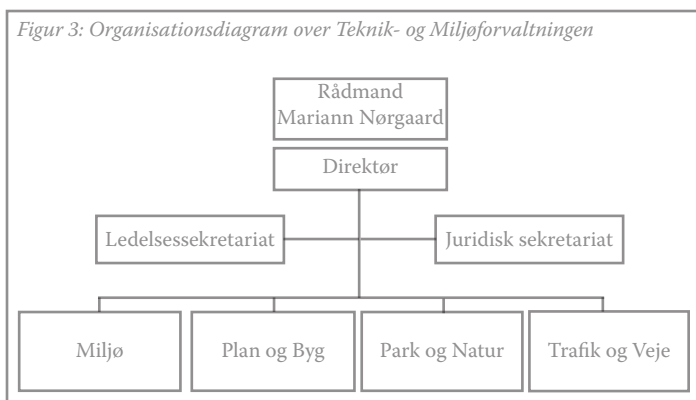 Figur 3: Organisationsdiagram over Teknik- og Miljøforvaltningen
Rådmand
Mariann Nørgaard
Direktør
Ledelsessekretariat
Juridisk sekretariat
Miljø
Plan og Byg
Park og Natur
Trafik og Veje